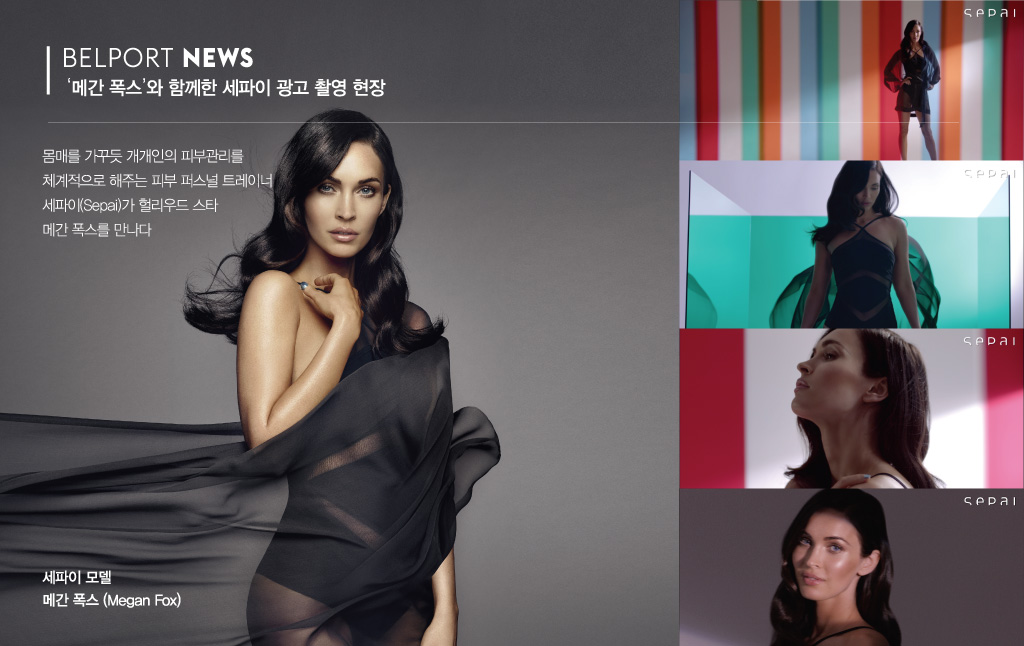 BELPORT NEWS
‘메간 폭스’와 함께한 세파이 광고 촬영 현장
몸매를 가꾸듯 개개인의 피부관리를
체계적으로 해주는 피부 퍼스널 트레이너
세파이(Sepai)가 헐리우드 스타
메간 폭스를 만나다
세파이 모델
메간 폭스 (Megan Fox)
sepai
sepai
sepai
sepai